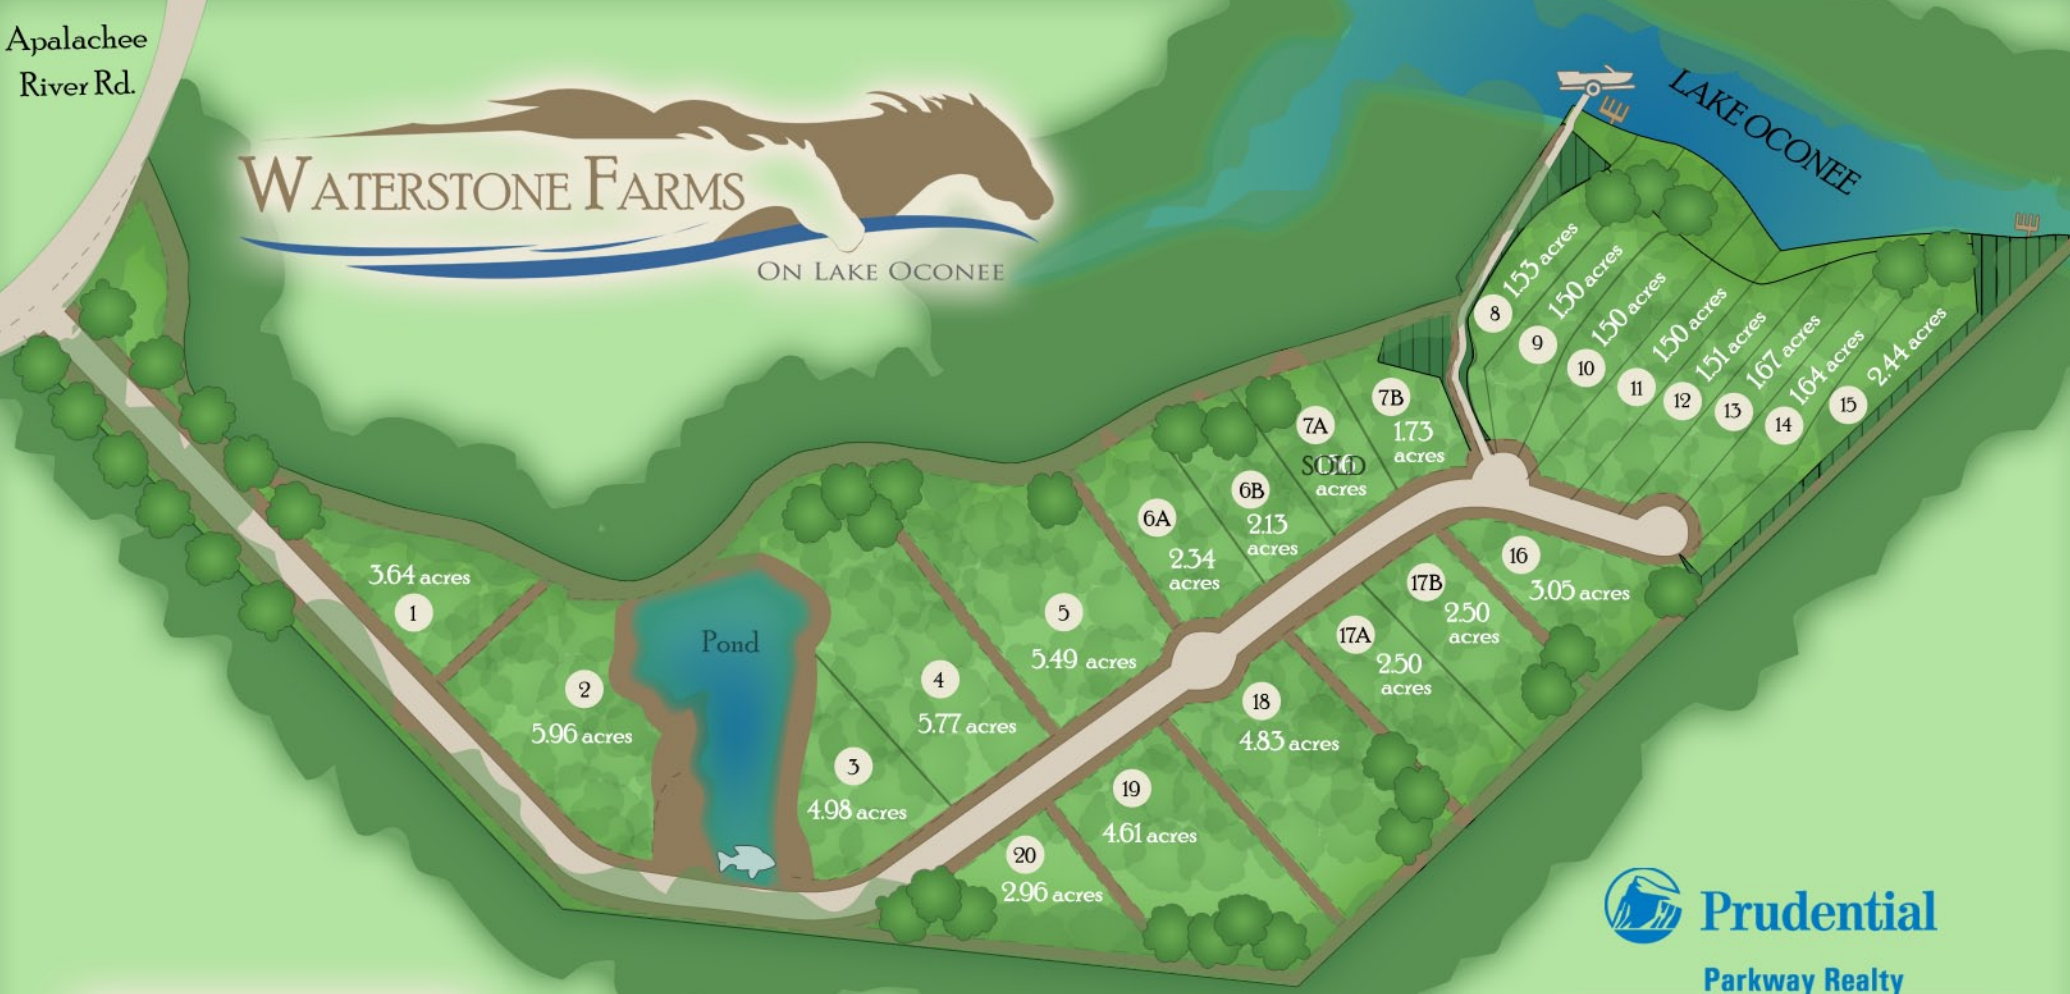 Apalachee
River Rd.
WATERSTONE FARMS
ON LAKE OCONEE
LAKE OCONEE
8 1.53 acres
9 1.50 acres
10 1.50 acres
11 1.50 acres
12 1.51 acres
13 1.67 acres
14 1.64 acres
15 2.44 acres
7B
1.73
acres
7A
SOLD
acres
6B
2.13
acres
6A
2.34
acres
16
3.05 acres
17B
2.50
acres
17A
2.50
acres
3.64 acres
1
Pond
2
5.96 acres
5
5.49 acres
4
5.77 acres
3
4.98 acres
18
4.83 acres
19
4.61 acres
20
2.96 acres
Prudential
Parkway Realty